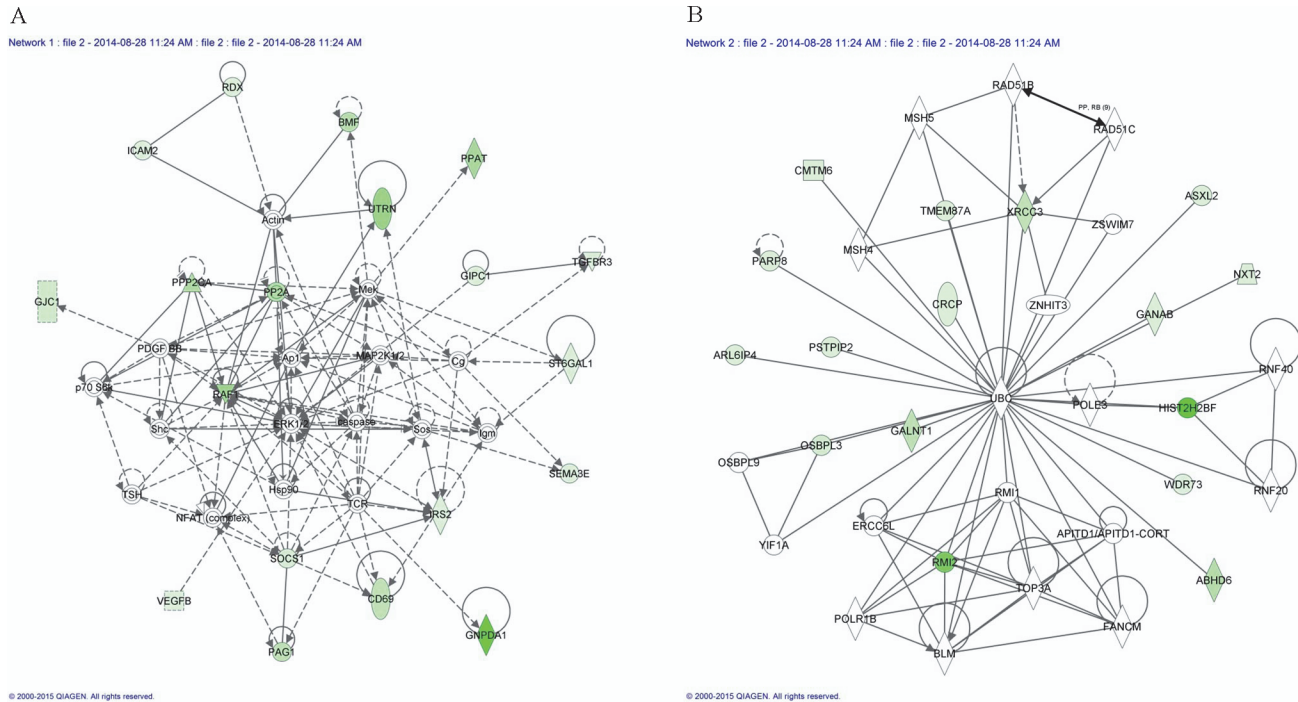 A
B
Network 1 : file 2 - 2014-08-28 11:24 AM : file 2 : file 2 - 2014-08-28 11:24 AM
Network 2 : file 2 - 2014-08-28 11:24 AM : file 2 : file 2 - 2014-08-28 11:24 AM
RDX
BMF
ICAM2
PPAT
UTRN
Actin
GIPC1
TGFBR3
PPP2CA
PP2A
Mek
GJC1
PDGF BB
Ap1
MAP2K1/2
Cg
ST6GAL1
p70 S6k
RAF1
Shc
ERK1/2
caspase
Sos
Igm
SEMA3E
Hsp90
TSH
TCR
NFAT (complex)
IRS2
SOCS1
VEGFB
CD69
GNPDA1
PAG1
© 2000-2015 QIAGEN. All rights reserved.
RAD51B
PP, RB (9)
MSH5
RAD51C
CMTM6
ASXL2
TMEM87A
XRCC3
ZSWIM7
MSH4
PARP8
NXT2
CRCP
ZNHIT3
GANAB
PSTPIP2
ARL6IP4
RNF40
UBC
POLE3
HIST2H2BF
GALNT1
OSBPL3
OSBPL9
WDR73
RNF20
RMI1
ERCC6L
APITD1/APITD1-CORT
YIF1A
RMI2
TOP3A
ABHD6
POLR1B
FANCM
BLM
© 2000-2015 QIAGEN. All rights reserved.